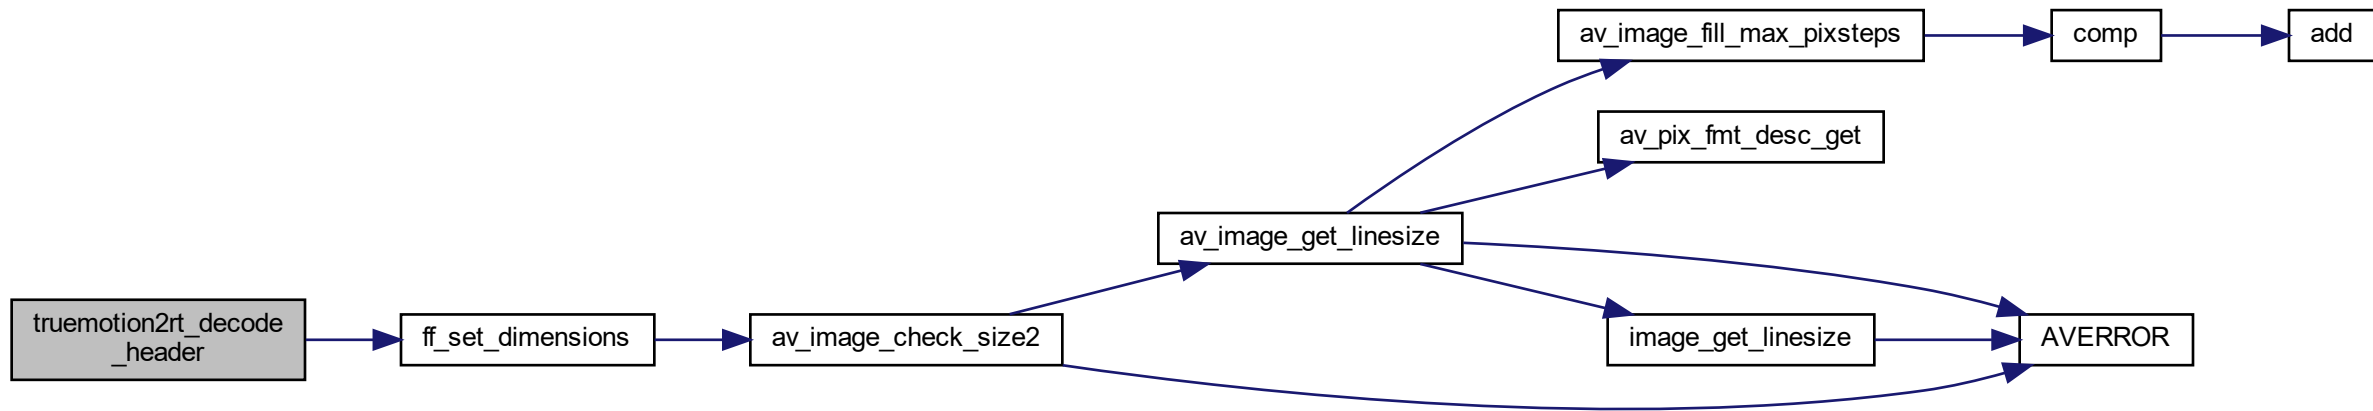 av_image_fill_max_pixsteps
comp
add
av_pix_fmt_desc_get
av_image_get_linesize
truemotion2rt_decode
_header
ff_set_dimensions
av_image_check_size2
image_get_linesize
AVERROR